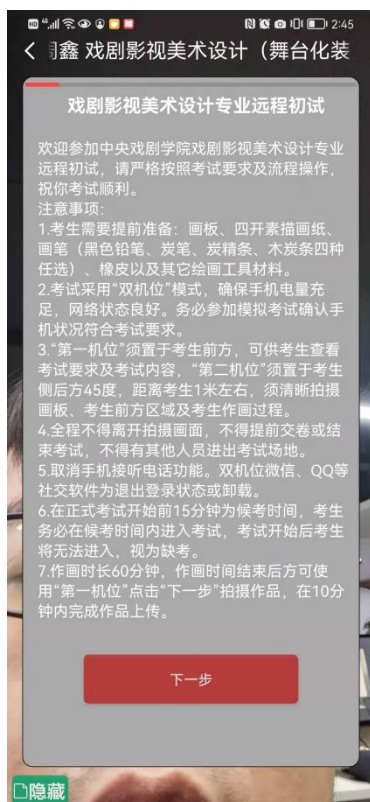 2:45
鑫 戏剧影视美术设计（舞台化装
戏剧影视美术设计专业远程初试
欢迎参加中央戏剧学院戏剧影视美术设计专业
远程初试，请严格按照考试要求及流程操作，
祝你考试顺利。
注意事项:
1.考生需要提前准备：画板、四开素描画纸、
画笔（黑色铅笔、炭笔、炭精条、木炭条四种
任选）、橡皮以及其它绘画工具材料。
2.考试采用“双机位”模式，确保手机电量充
足，网络状态良好。务必参加模拟考试确认手
机状况符合考试要求。
3.“第一机位”须置于考生前方，可供考生查看
考试要求及考试内容，“第二机位”须置于考生
侧后方45度，距离考生1米左右，须清晰拍摄
画板、考生前方区域及考生作画过程。
4.全程不得离开拍摄画面，不得提前交卷或结
束考试，不得有其他人员进出考试场地。
5.取消手机接听电话功能。双机位微信、QQ等
社交软件为退出登录状态或卸载。
6.在正式考试开始前15分钟为候考时间，考生
务必在候考时间内进入考试，考试开始后考生
将无法进入，视为缺考。
7.作画时长60分钟，作画时间结束后方可使
用“第一机位”点击“下一步”拍摄作品，在10分
钟内完成作品上传。
下一步
隐藏